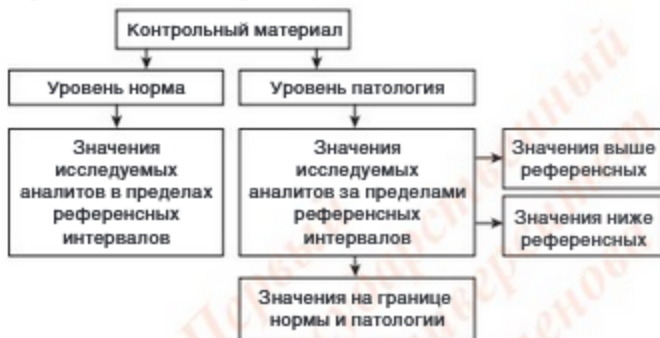 Контрольный материал
Уровень норма
Уровень патология
Значения
исследуемых
аналитов в пределах
референсных
интервалов
Значения
исследуемых
аналитов за пределами
референсных
интервалов
Значения выше
референсных
Значения ниже
референсных
Значения на границе
нормы и патологии
Первый